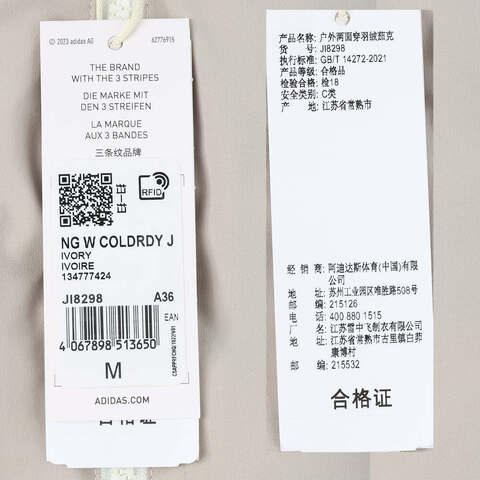 © 2023 adidas AG
62776915
THE BRAND
WITH THE 3 STRIPES
DIE MARKE MIT
DEN 3 STREIFEN
LA MARQUE
AUX 3 BANDES
三条纹品牌
RFID
NG W COLDRDY J
IVORY
IVOIRE
134777424
JI8298
A36
EAN
4 067898 513650
M
ADIDAS.COM
合格证
产品名称: 户外两面穿羽绒茄克
货 号: JI8298
执行标准: GB/T 14272-2021
产品等级: 合格品
检验合格: 检18
安全类别: C类
产 地: 江苏省常熟市
经 销 商: 阿迪达斯体育(中国)有限
公司
地 址: 苏州工业园区唯胜路508号
邮 编: 215126
电 话: 400 880 1515
厂 名: 江苏雪中飞制衣有限公司
地 址: 江苏省常熟市古里镇白茆
康博村
邮 编: 215532
合格证